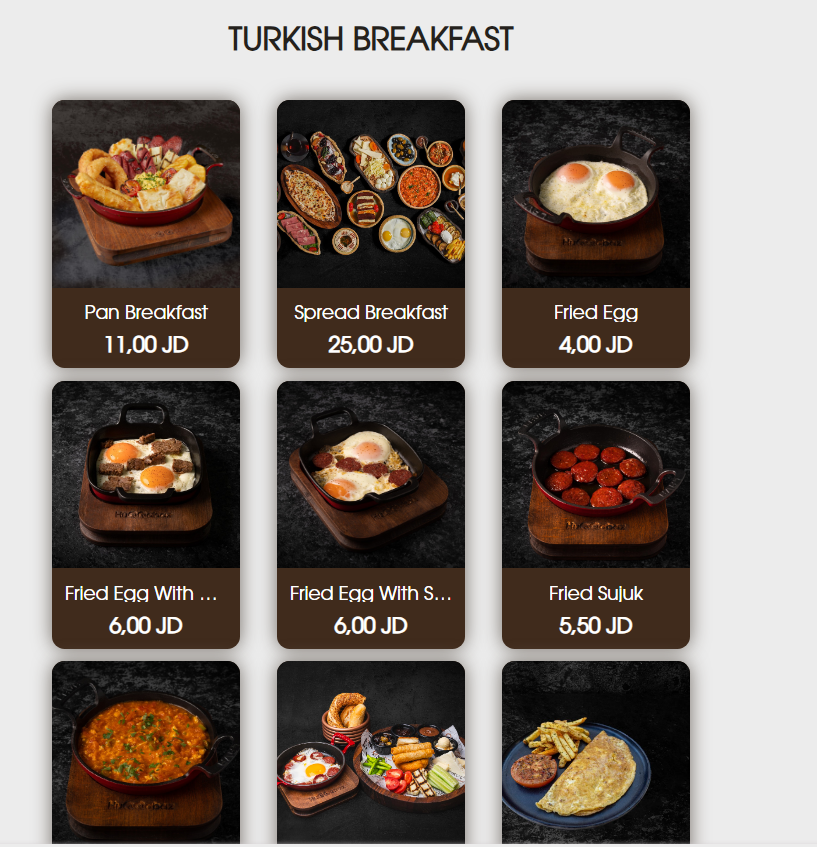 TURKISH BREAKFAST
Pan Breakfast
11,00 JD
Spread Breakfast
25,00 JD
Fried Egg
4,00 JD
Fried Egg With ...
6,00 JD
Fried Egg With S...
6,00 JD
Fried Sujuk
5,50 JD